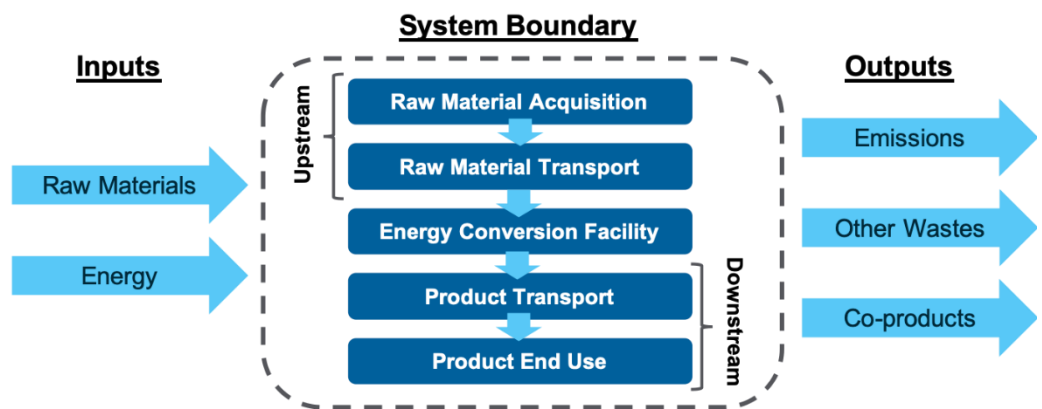 System Boundary
Inputs
Outputs
Upstream
Raw Material Acquisition
Raw Material Transport
Energy Conversion Facility
Product Transport
Product End Use
Downstream
Raw Materials
Energy
Emissions
Other Wastes
Co-products